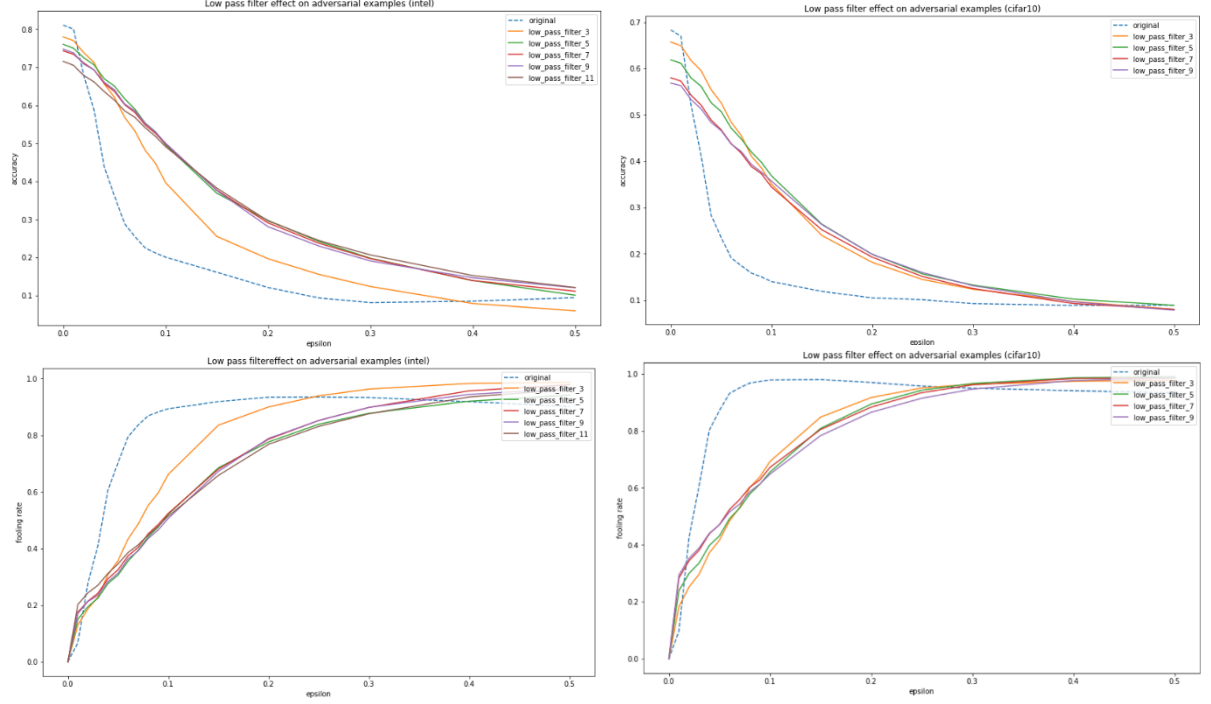 Low pass filter effect on adversarial examples (intel)
accuracy
0.8
0.7
0.6
0.5
0.4
0.3
0.2
0.1
original
low_pass_filter_3
low_pass_filter_5
low_pass_filter_7
low_pass_filter_9
low_pass_filter_11
0.0 0.1 0.2 0.3 0.4 0.5
epsilon
Low pass filter effect on adversarial examples (cifar10)
accuracy
0.7
0.6
0.5
0.4
0.3
0.2
0.1
original
low_pass_filter_3
low_pass_filter_5
low_pass_filter_7
low_pass_filter_9
0.0 0.1 0.2 0.3 0.4 0.5
epsilon
Low pass filtereffect on adversarial examples (intel)
fooling rate
1.0
0.8
0.6
0.4
0.2
0.0
original
low_pass_filter_3
low_pass_filter_5
low_pass_filter_7
low_pass_filter_9
low_pass_filter_11
0.0 0.1 0.2 0.3 0.4 0.5
epsilon
Low pass filter effect on adversarial examples (cifar10)
fooling rate
1.0
0.8
0.6
0.4
0.2
0.0
original
low_pass_filter_3
low_pass_filter_5
low_pass_filter_7
low_pass_filter_9
0.0 0.1 0.2 0.3 0.4 0.5
epsilon